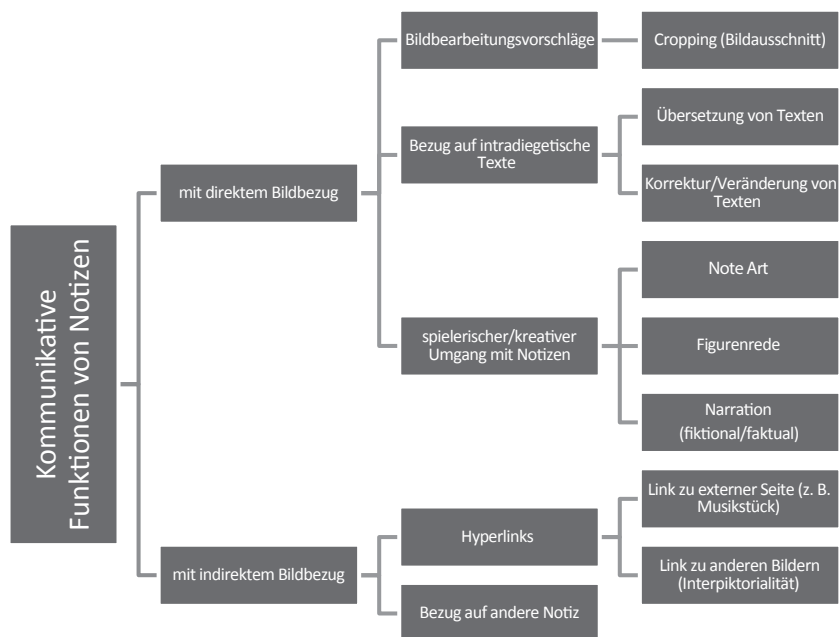 Kommunikative
Funktionen von Notizen
mit direktem Bildbezug
Bildbearbeitungsvorschläge
Cropping (Bildausschnitt)
Bezug auf intradiegetische
Texte
Übersetzung von Texten
Korrektur/Veränderung von
Texten
spielerischer/kreativer
Umgang mit Notizen
Note Art
Figurenrede
Narration
(fiktional/faktual)
mit indirektem Bildbezug
Hyperlinks
Link zu externer Seite (z. B.
Musikstück)
Link zu anderen Bildern
(Interpiktorialität)
Bezug auf andere Notiz